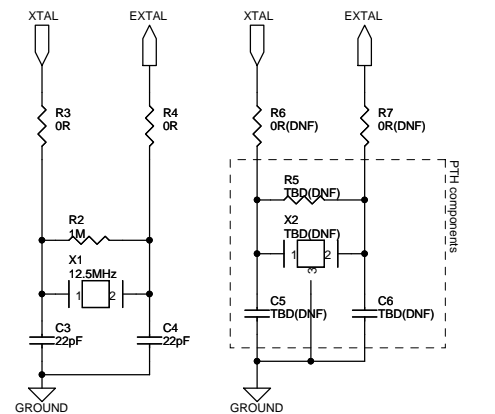 XTAL
EXTAL
R3
0R
R4
0R
R2
1M
X1
12.5MHz
1
2
C3
22pF
C4
22pF
GROUND
XTAL
EXTAL
R6
0R(DNF)
R7
0R(DNF)
PTH components
R5
TBD(DNF)
X2
TBD(DNF)
1
2
3
C5
TBD(DNF)
C6
TBD(DNF)
GROUND